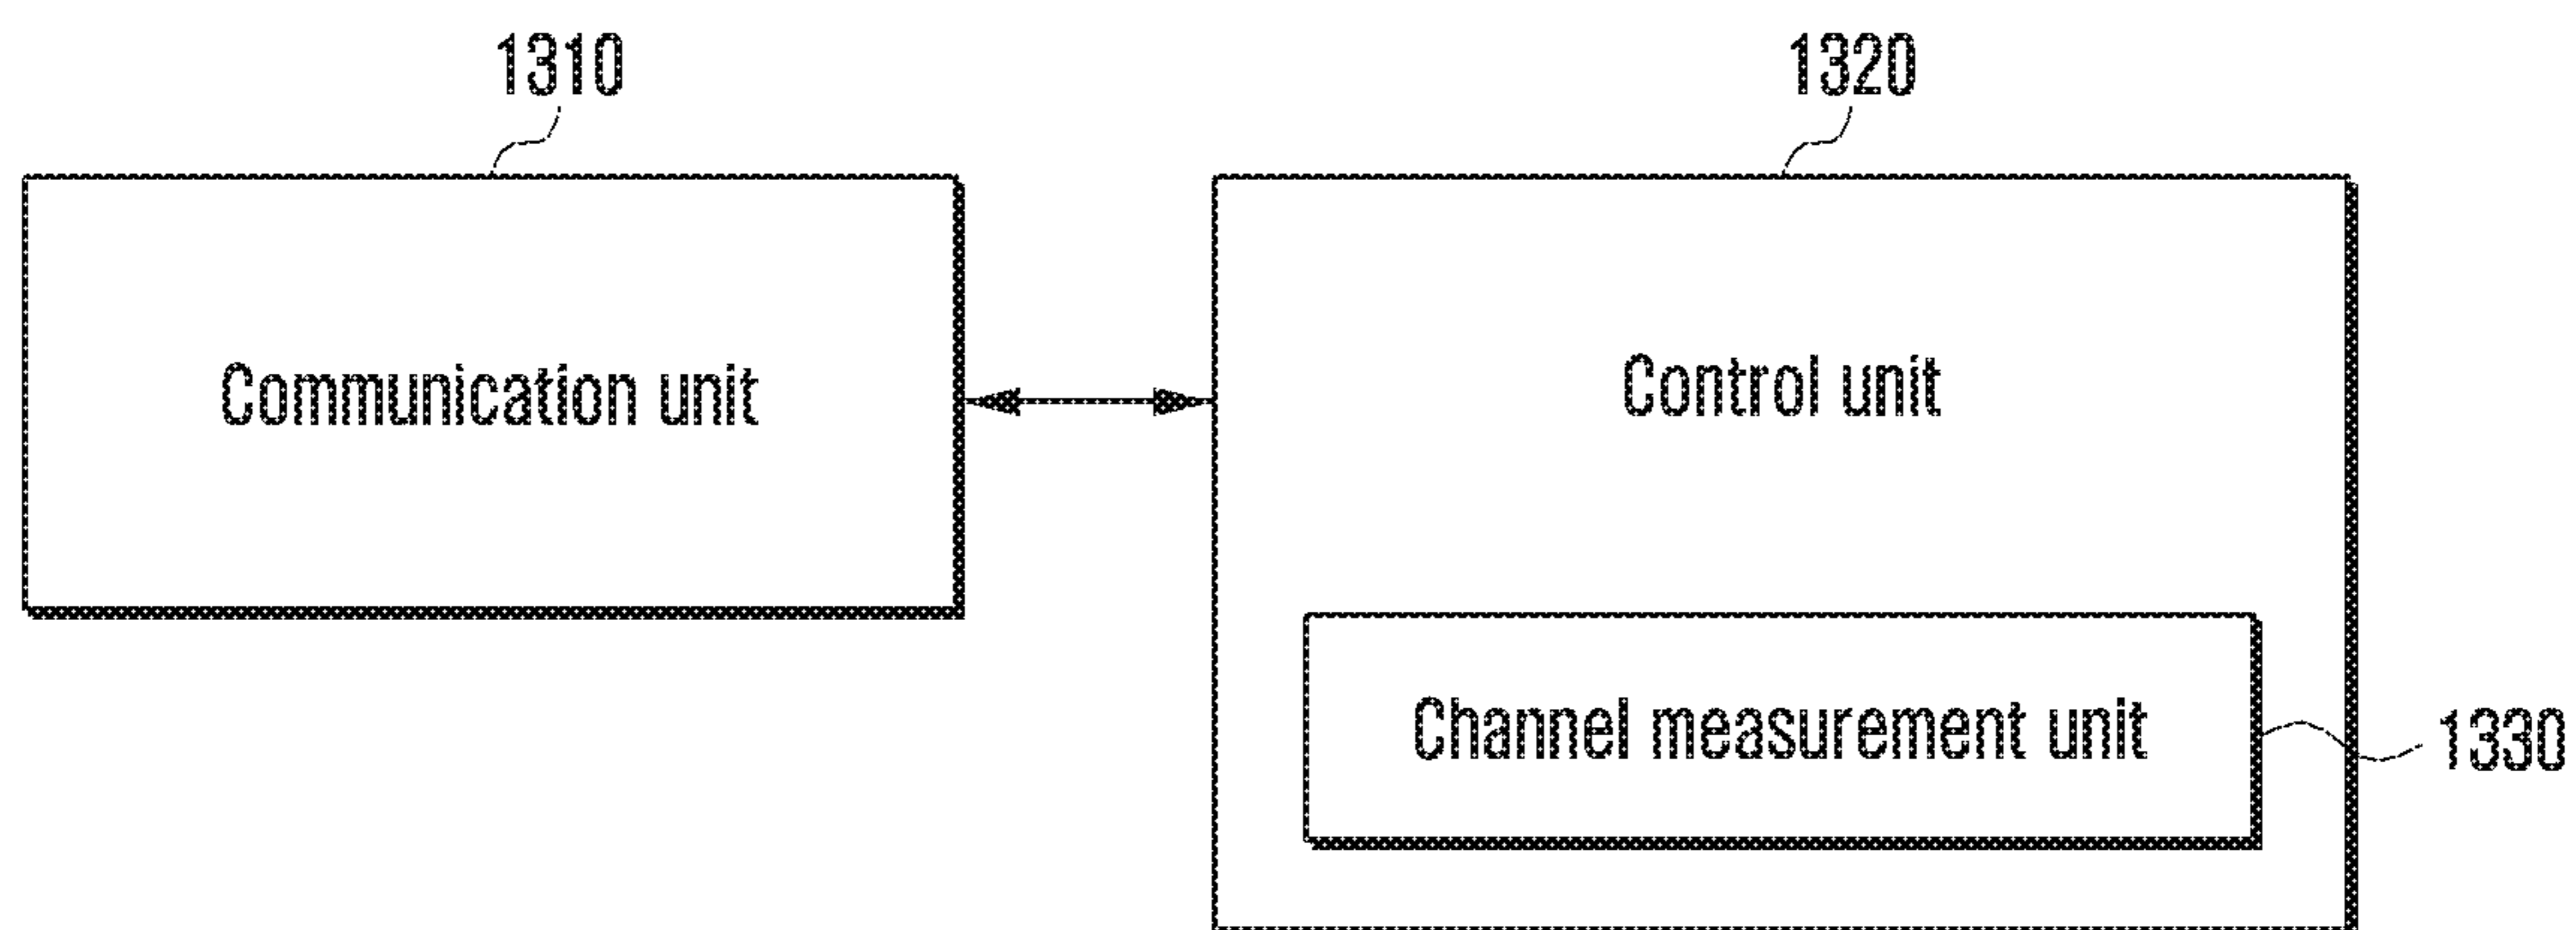 1310
1320
Communication unit
Control unit
Channel measurement unit
1330